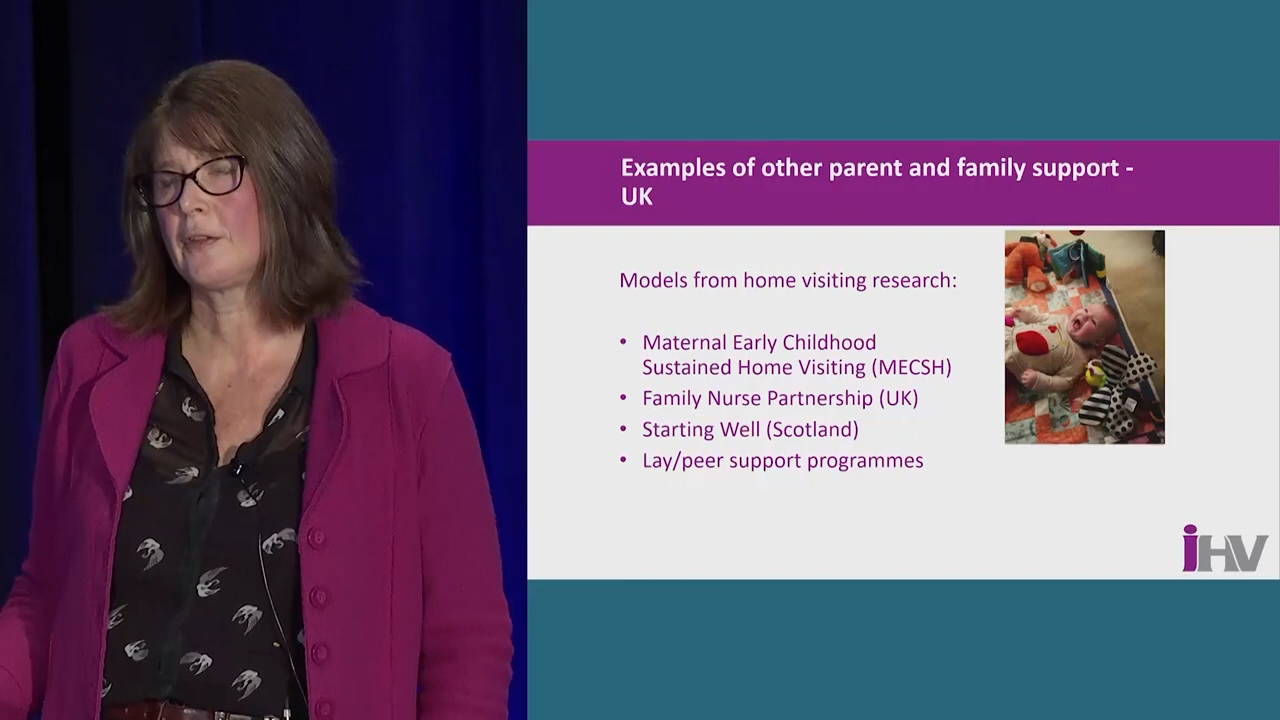 Examples of other parent and family support -
UK
Models from home visiting research:
• Maternal Early Childhood
Sustained Home Visiting (MECSH)
• Family Nurse Partnership (UK)
• Starting Well (Scotland)
• Lay/peer support programmes
iHV